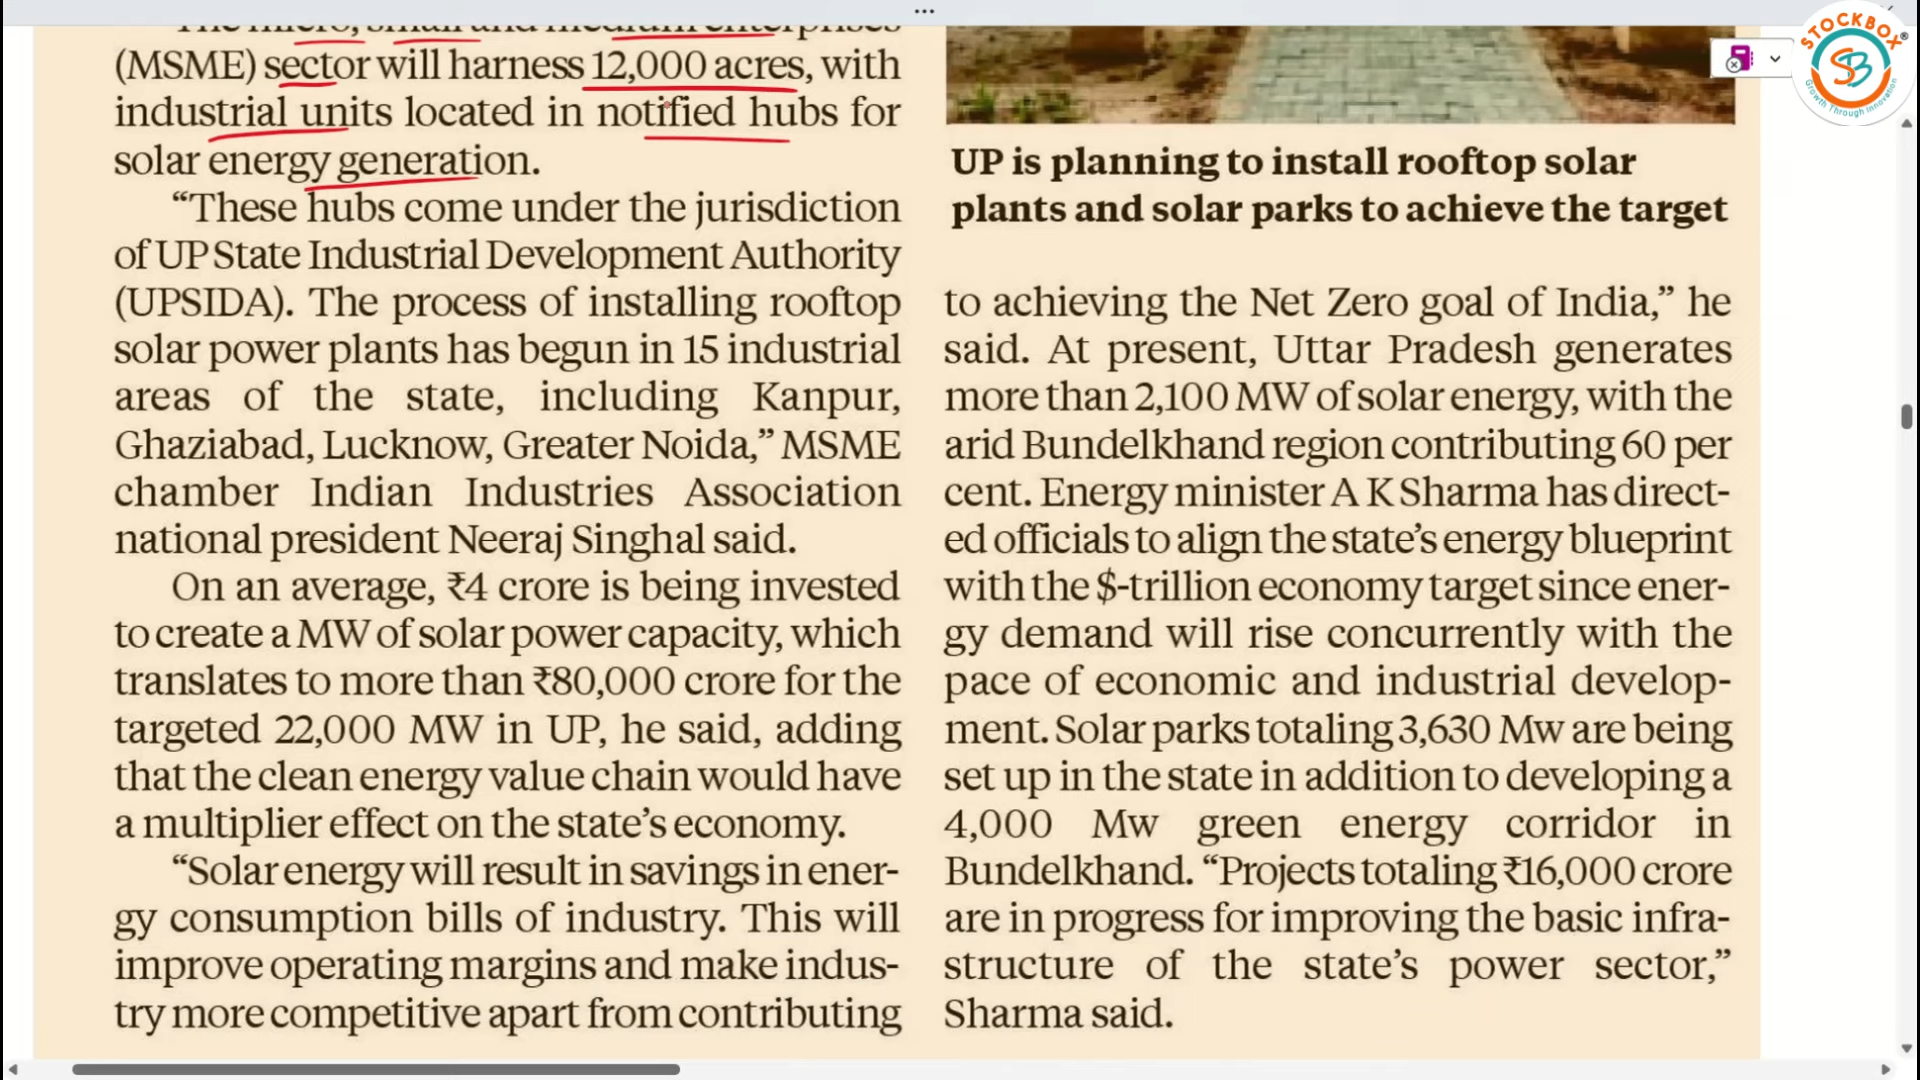 The micro, small and medium enterprises
(MSME) sector will harness 12,000 acres, with
industrial units located in notified hubs for
solar energy generation.
“These hubs come under the jurisdiction
of UP State Industrial Development Authority
(UPSIDA). The process of installing rooftop
solar power plants has begun in 15 industrial
areas of the state, including Kanpur,
Ghaziabad, Lucknow, Greater Noida,” MSME
chamber Indian Industries Association
national president Neeraj Singhal said.
On an average, ₹4 crore is being invested
to create a MW of solar power capacity, which
translates to more than ₹80,000 crore for the
targeted 22,000 MW in UP, he said, adding
that the clean energy value chain would have
a multiplier effect on the state’s economy.
“Solar energy will result in savings in ener-
gy consumption bills of industry. This will
improve operating margins and make indus-
try more competitive apart from contributing
UP is planning to install rooftop solar
plants and solar parks to achieve the target
to achieving the Net Zero goal of India,” he
said. At present, Uttar Pradesh generates
more than 2,100 MW of solar energy, with the
arid Bundelkhand region contributing 60 per
cent. Energy minister A K Sharma has direct-
ed officials to align the state’s energy blueprint
with the $-trillion economy target since ener-
gy demand will rise concurrently with the
pace of economic and industrial develop-
ment. Solar parks totaling 3,630 Mw are being
set up in the state in addition to developing a
4,000 Mw green energy corridor in
Bundelkhand. “Projects totaling ₹16,000 crore
are in progress for improving the basic infra-
structure of the state’s power sector,”
Sharma said.
STOCKBOX®
SB
Growth Through Innovation